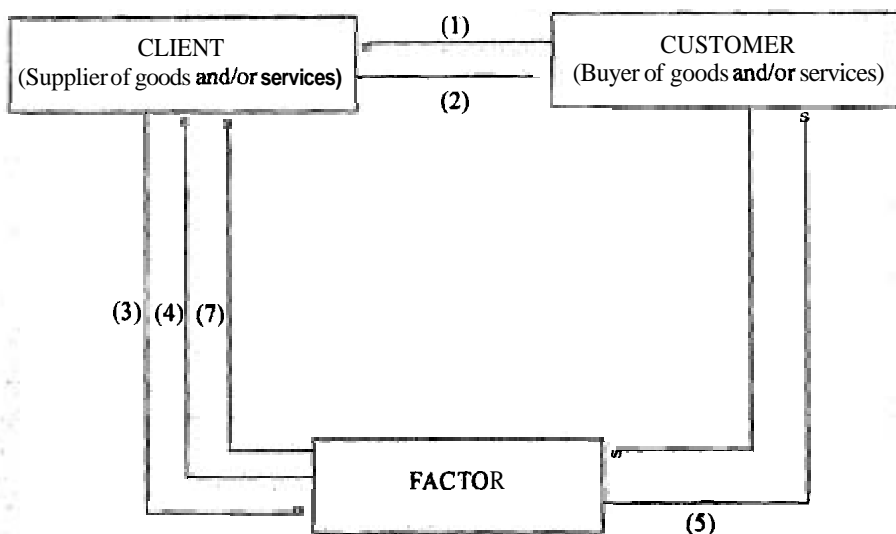 (1)
CLIENT
(Supplier of goods and/or services)
CUSTOMER
(Buyer of goods and/or services)
(2)
(3) (4) (7)
FACTOR
(5)